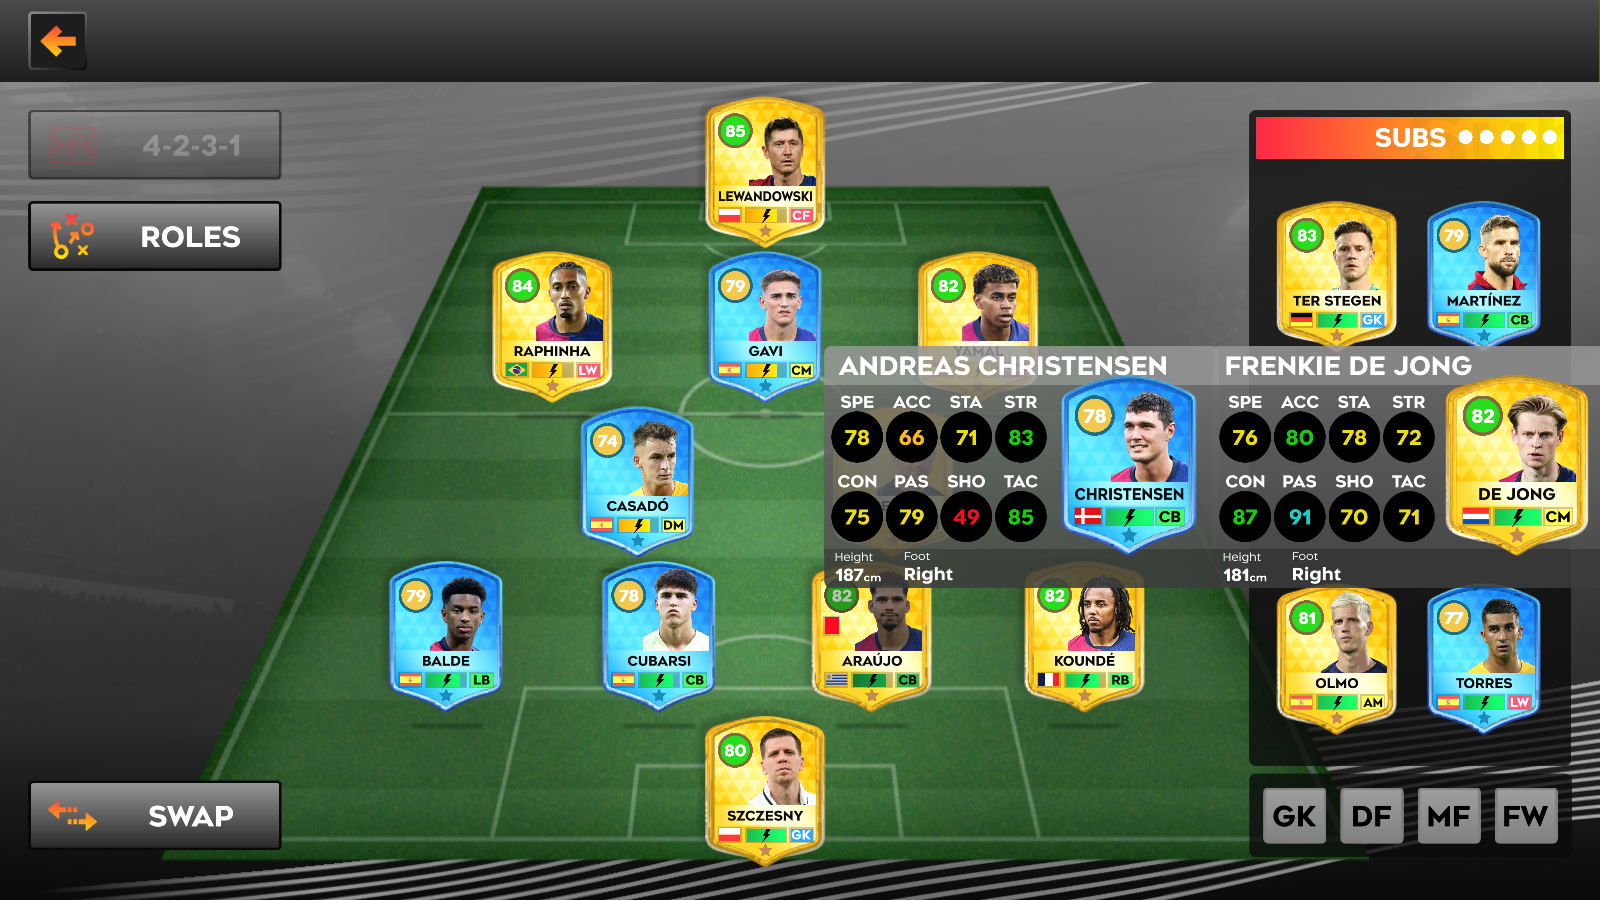 4-2-3-1
ROLES
SWAP
85
LEWANDOWSKI
CF
84
RAPHINHA
LW
79
GAVI
CM
82
YAMAL
74
CASADÓ
DM
79
BALDE
LB
78
CUBARSI
CB
82
ARAÚJO
CB
82
KOUNDÉ
RB
80
SZCZESNY
GK
SUBS
83
TER STEGEN
GK
79
MARTÍNEZ
CB
ANDREAS CHRISTENSEN
SPE ACC STA STR
78 66 71 83
CON PAS SHO TAC
75 79 49 85
Height Foot
187cm Right
78
CHRISTENSEN
CB
FRENKIE DE JONG
SPE ACC STA STR
76 80 78 72
CON PAS SHO TAC
87 91 70 71
Height Foot
181cm Right
82
DE JONG
CM
81
OLMO
AM
77
TORRES
LW
GK DF MF FW